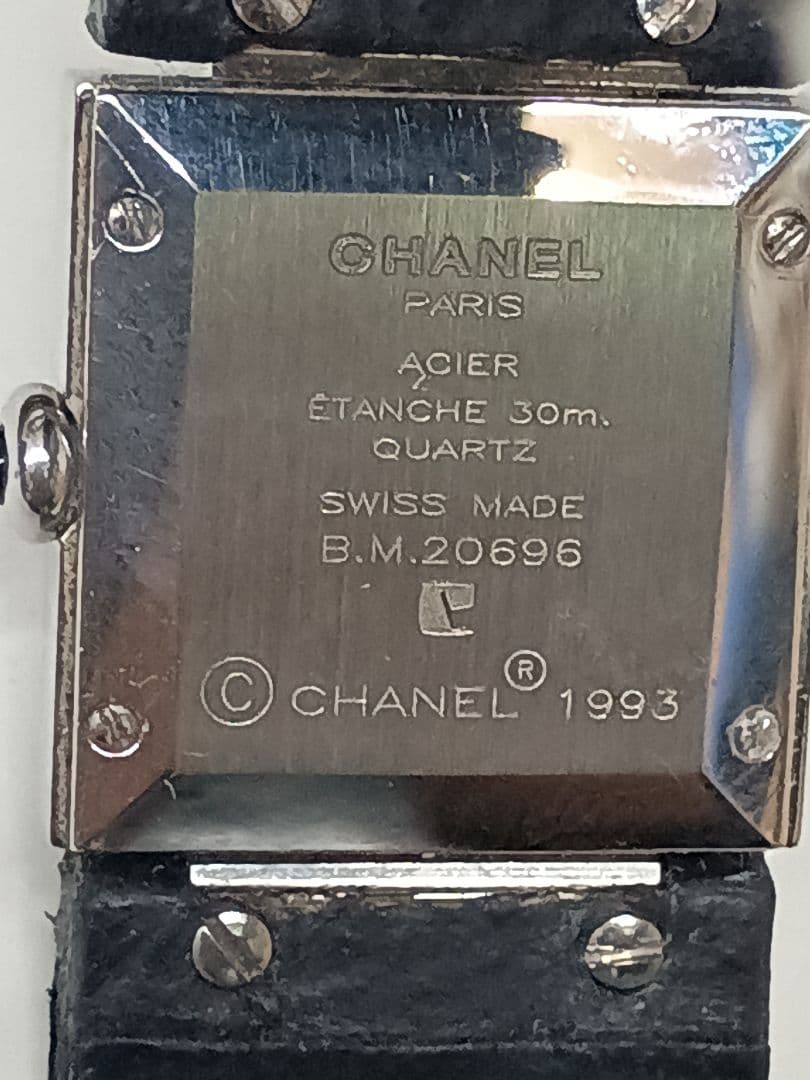 CHANEL
PARIS
ACIER
ÉTANCHE 30m.
QUARTZ
SWISS MADE
B.M.20696
© CHANEL® 1993